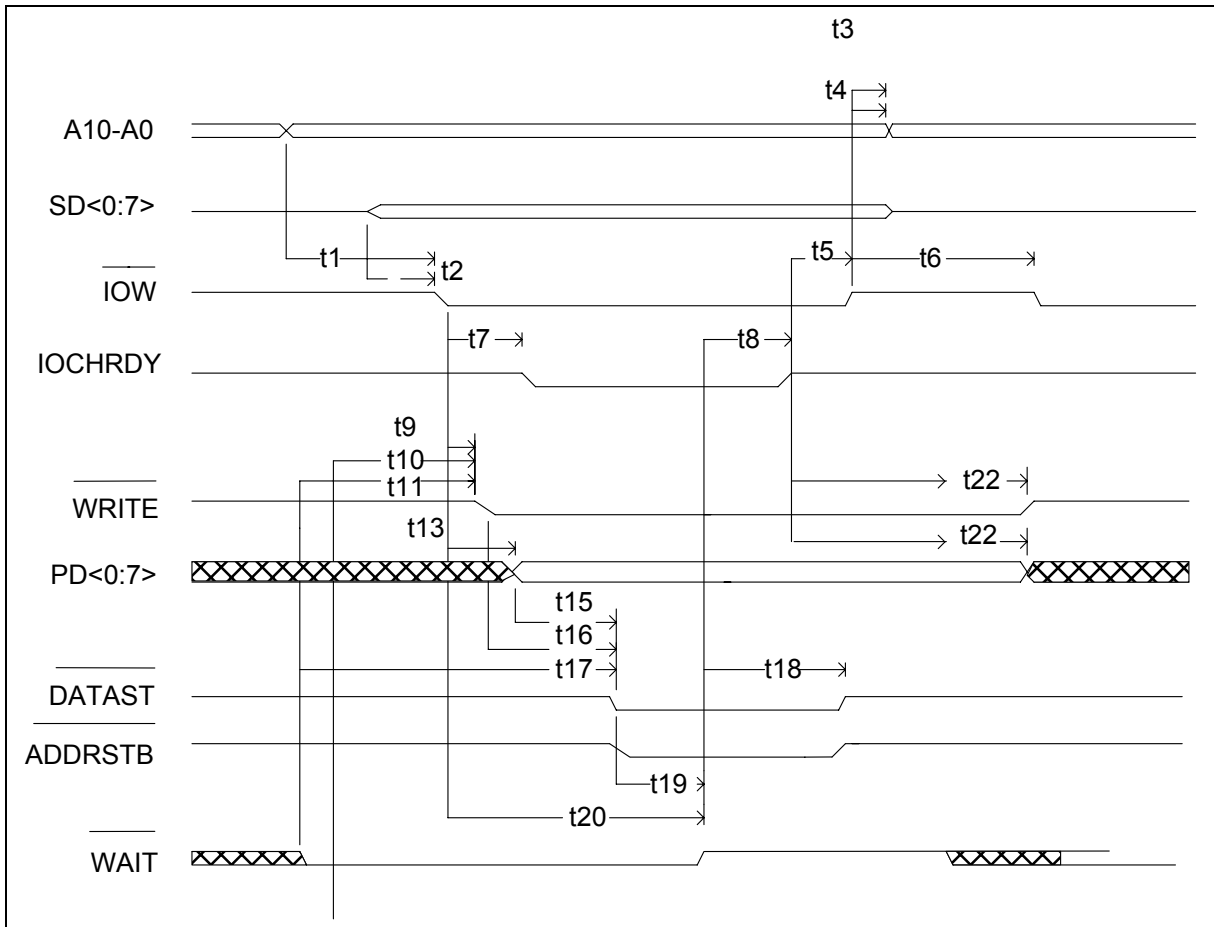 t3
t4
A10-A0
SD<0:7>
t1
t2
t5
t6
IOW
t7
t8
IOCHRDY
t9
t10
t11
t22
WRITE
t13
t22
PD<0:7>
t15
t16
t17
t18
DATAST
ADDRSTB
t19
t20
WAIT